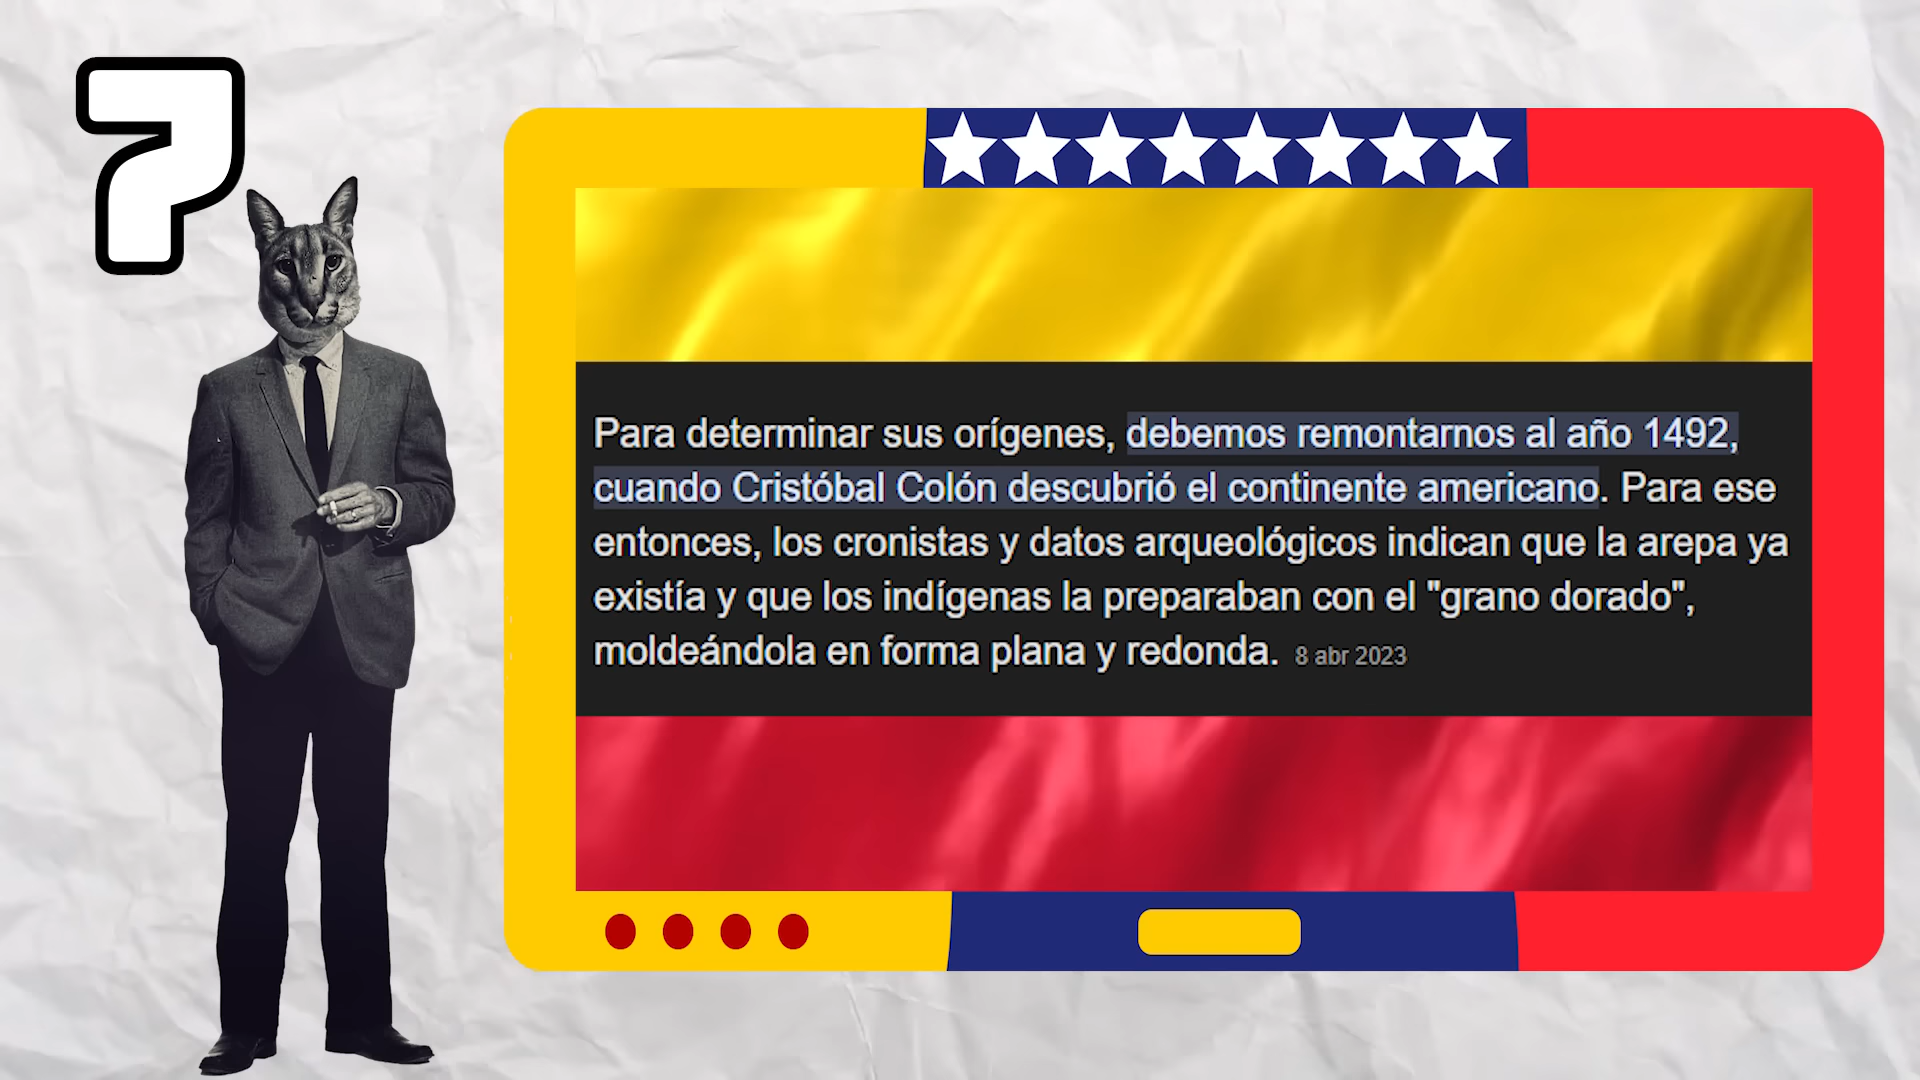 7
Para determinar sus orígenes, debemos remontarnos al año 1492,
cuando Cristóbal Colón descubrió el continente americano. Para ese
entonces, los cronistas y datos arqueológicos indican que la arepa ya
existía y que los indígenas la preparaban con el "grano dorado",
moldeándola en forma plana y redonda. 8 abr 2023